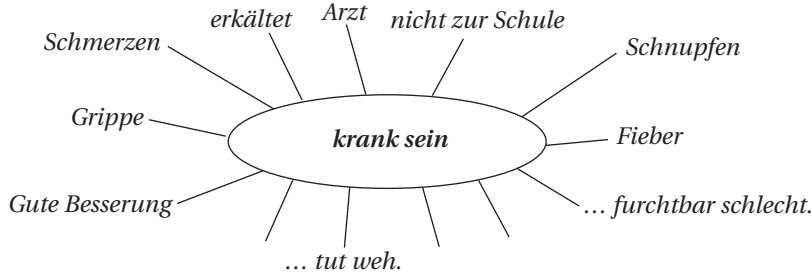 Schmerzen
erkältet
Arzt
nicht zur Schule
Schnupfen
Grippe
krank sein
Fieber
Gute Besserung
… furchtbar schlecht.
… tut weh.